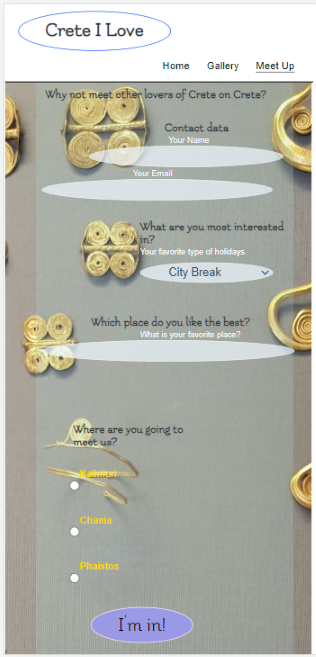 Crete I Love
Home Gallery Meet Up
Why not meet other lovers of Crete on Crete?
Contact data
Your Name
Your Email
What are you most interested
in?
Your favorite type of holidays
City Break
Which place do you like the best?
What is your favorite place?
Where are you going to
meet us?
Chania
Phaistos
I'm in!